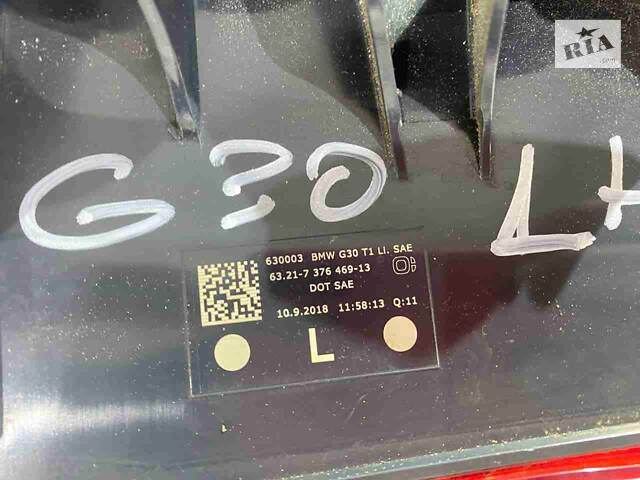 RIA
.com
G30 LH
630003 BMW G30 T1 LI. SAE
63.21-7 376 469-13
DOT SAE
10.9.2018 11:58:13 Q:11
L